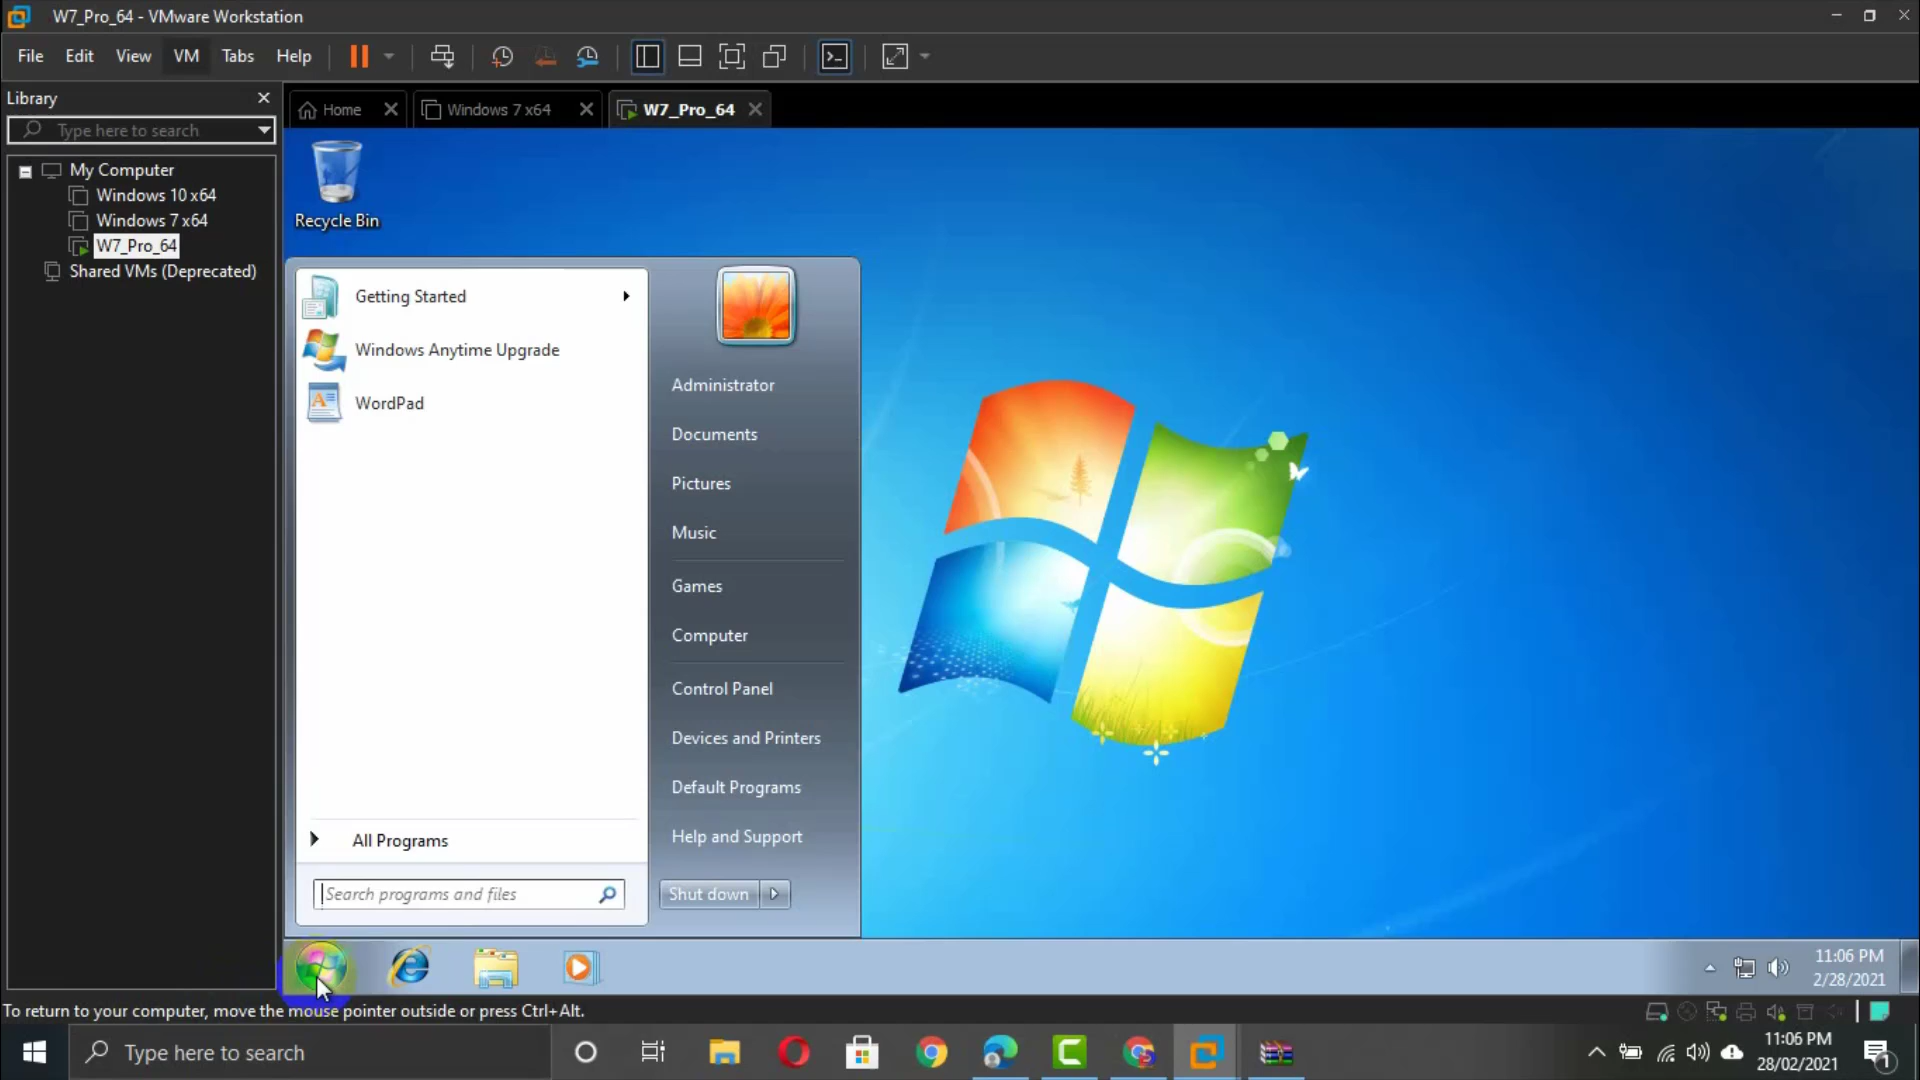 W7_Pro_64 - VMware Workstation
File Edit View VM Tabs Help
Library
Type here to search
Home
Windows 7 x64
W7_Pro_64
My Computer
Windows 10 x64
Windows 7 x64
W7_Pro_64
Shared VMs (Deprecated)
Recycle Bin
Getting Started
Windows Anytime Upgrade
WordPad
All Programs
Search programs and files
Administrator
Documents
Pictures
Music
Games
Computer
Control Panel
Devices and Printers
Default Programs
Help and Support
Shut down
11:06 PM
2/28/2021
To return to your computer, move the mouse pointer outside or press Ctrl+Alt.
Type here to search
11:06 PM
28/02/2021
1